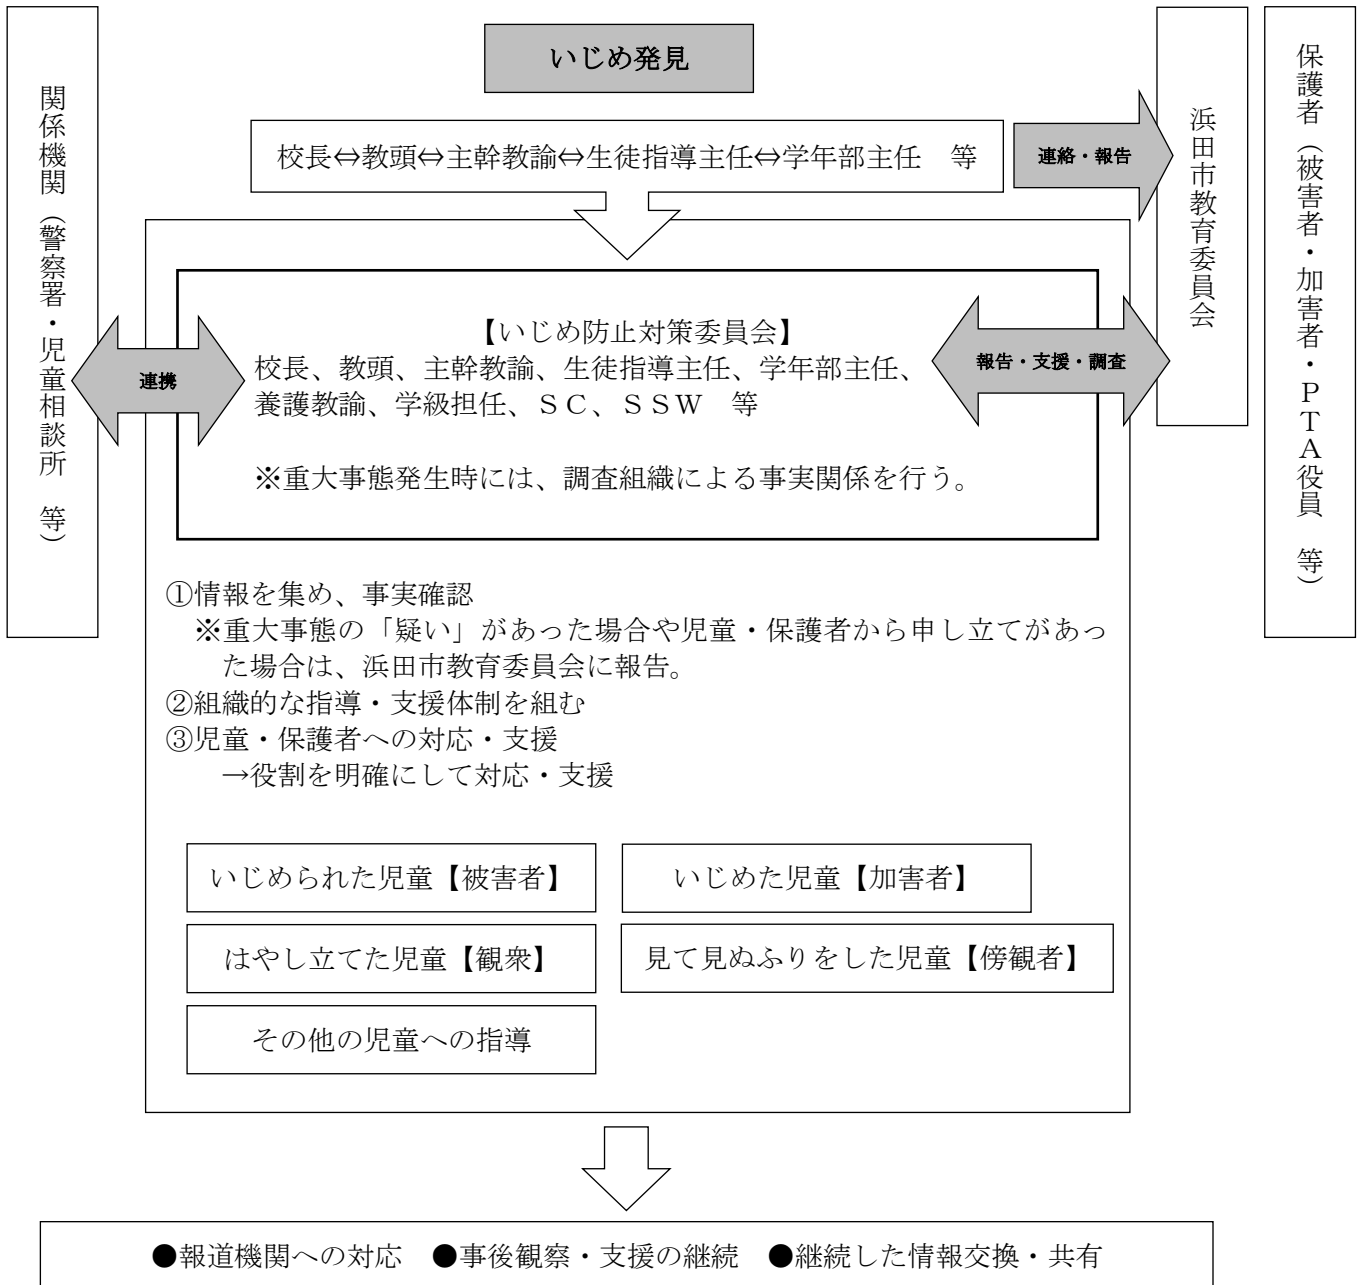 いじめ発見
校長⇔教頭⇔主幹教諭⇔生徒指導主任⇔学年部主任　等
連絡・報告
浜田市教育委員会
保護者（被害者・加害者・ＰＴＡ役員　等）
関係機関（警察署・児童相談所　等）
連携
【いじめ防止対策委員会】
校長、教頭、主幹教諭、生徒指導主任、学年部主任、
養護教諭、学級担任、ＳＣ、ＳＳＷ　等
※重大事態発生時には、調査組織による事実関係を行う。
報告・支援・調査
①情報を集め、事実確認
※重大事態の「疑い」があった場合や児童・保護者から申し立てがあっ
た場合は、浜田市教育委員会に報告。
②組織的な指導・支援体制を組む
③児童・保護者への対応・支援
→役割を明確にして対応・支援
いじめられた児童【被害者】
いじめた児童【加害者】
はやし立てた児童【観衆】
見て見ぬふりをした児童【傍観者】
その他の児童への指導
●報道機関への対応　●事後観察・支援の継続　●継続した情報交換・共有